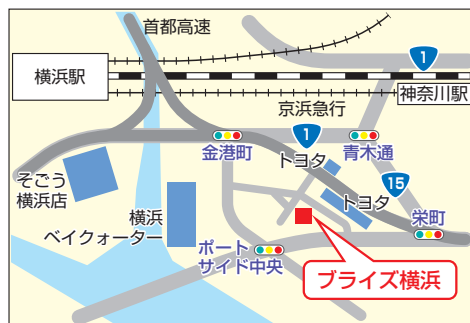 首都高速
1
横浜駅
神奈川駅
京浜急行
金港町
1
青木通
トヨタ
15
そごう
横浜店
トヨタ
栄町
横浜
ベイクォーター
ポート
サイド中央
ブライズ横浜